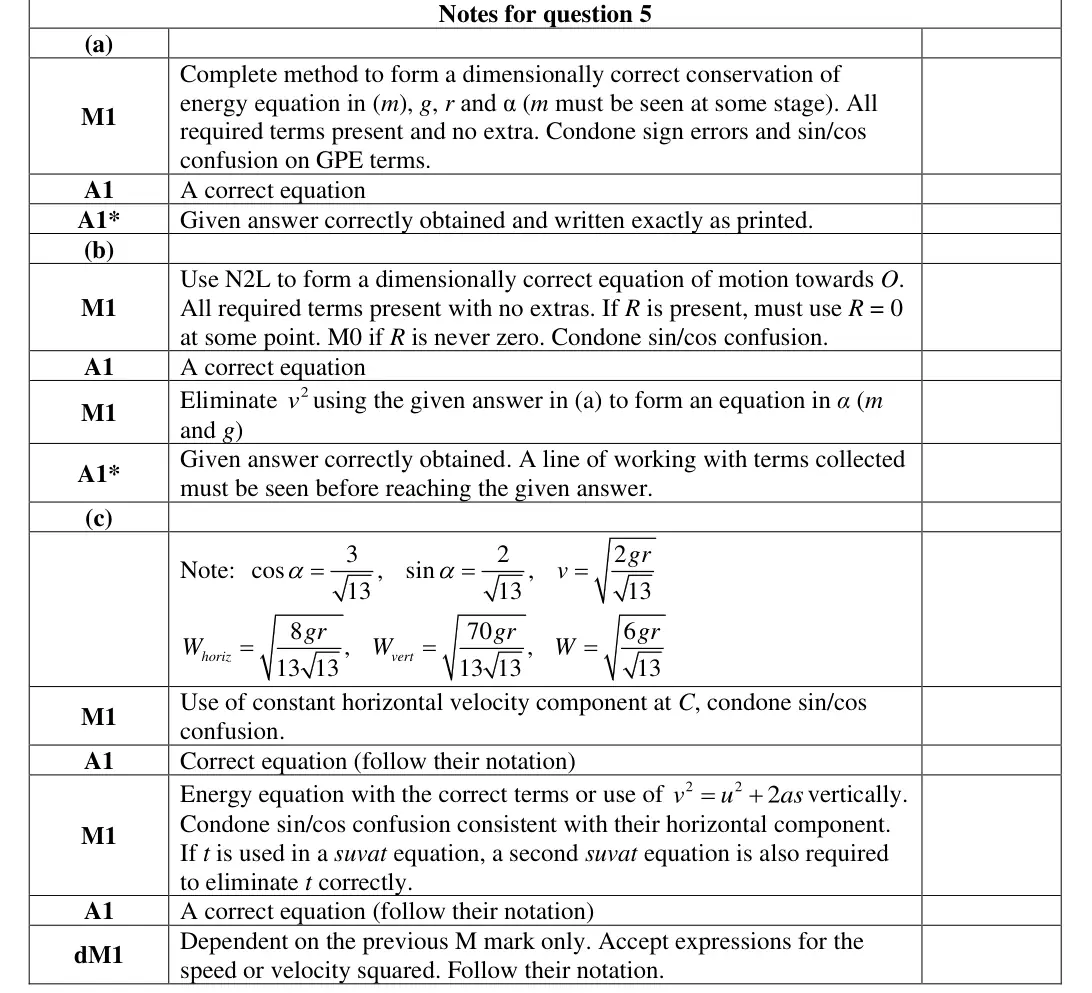 Notes for question 5
(a)
M1
Complete method to form a dimensionally correct conservation of
energy equation in (m), g, r and α (m must be seen at some stage). All
required terms present and no extra. Condone sign errors and sin/cos
confusion on GPE terms.
A1
A correct equation
A1*
Given answer correctly obtained and written exactly as printed.
(b)
M1
Use N2L to form a dimensionally correct equation of motion towards O.
All required terms present with no extras. If R is present, must use R = 0
at some point. M0 if R is never zero. Condone sin/cos confusion.
A1
A correct equation
M1
Eliminate v² using the given answer in (a) to form an equation in α (m
and g)
A1*
Given answer correctly obtained. A line of working with terms collected
must be seen before reaching the given answer.
(c)
Note: cos α = 3/√13, sin α = 2/√13, v = √(2gr/√13)
W_horiz = √(8gr/13√13), W_vert = √(70gr/13√13), W = √(6gr/√13)
M1
Use of constant horizontal velocity component at C, condone sin/cos
confusion.
A1
Correct equation (follow their notation)
M1
Energy equation with the correct terms or use of v² = u² + 2as vertically.
Condone sin/cos confusion consistent with their horizontal component.
If t is used in a suvat equation, a second suvat equation is also required
to eliminate t correctly.
A1
A correct equation (follow their notation)
dM1
Dependent on the previous M mark only. Accept expressions for the
speed or velocity squared. Follow their notation.